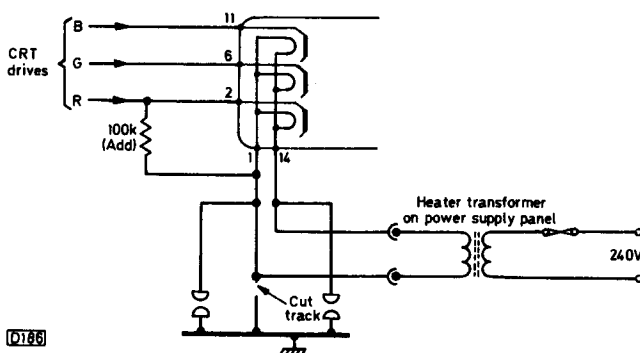 B
11
CRT
drives
G
6
R
2
100k
(Add)
1
14
Heater transformer
on power supply panel
240V
Cut
track
D186